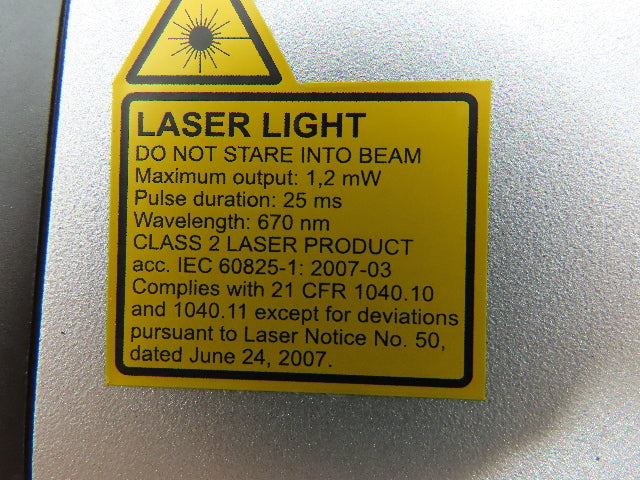 LASER LIGHT
DO NOT STARE INTO BEAM
Maximum output: 1,2 mW
Pulse duration: 25 ms
Wavelength: 670 nm
CLASS 2 LASER PRODUCT
acc. IEC 60825-1: 2007-03
Complies with 21 CFR 1040.10
and 1040.11 except for deviations
pursuant to Laser Notice No. 50,
dated June 24, 2007.